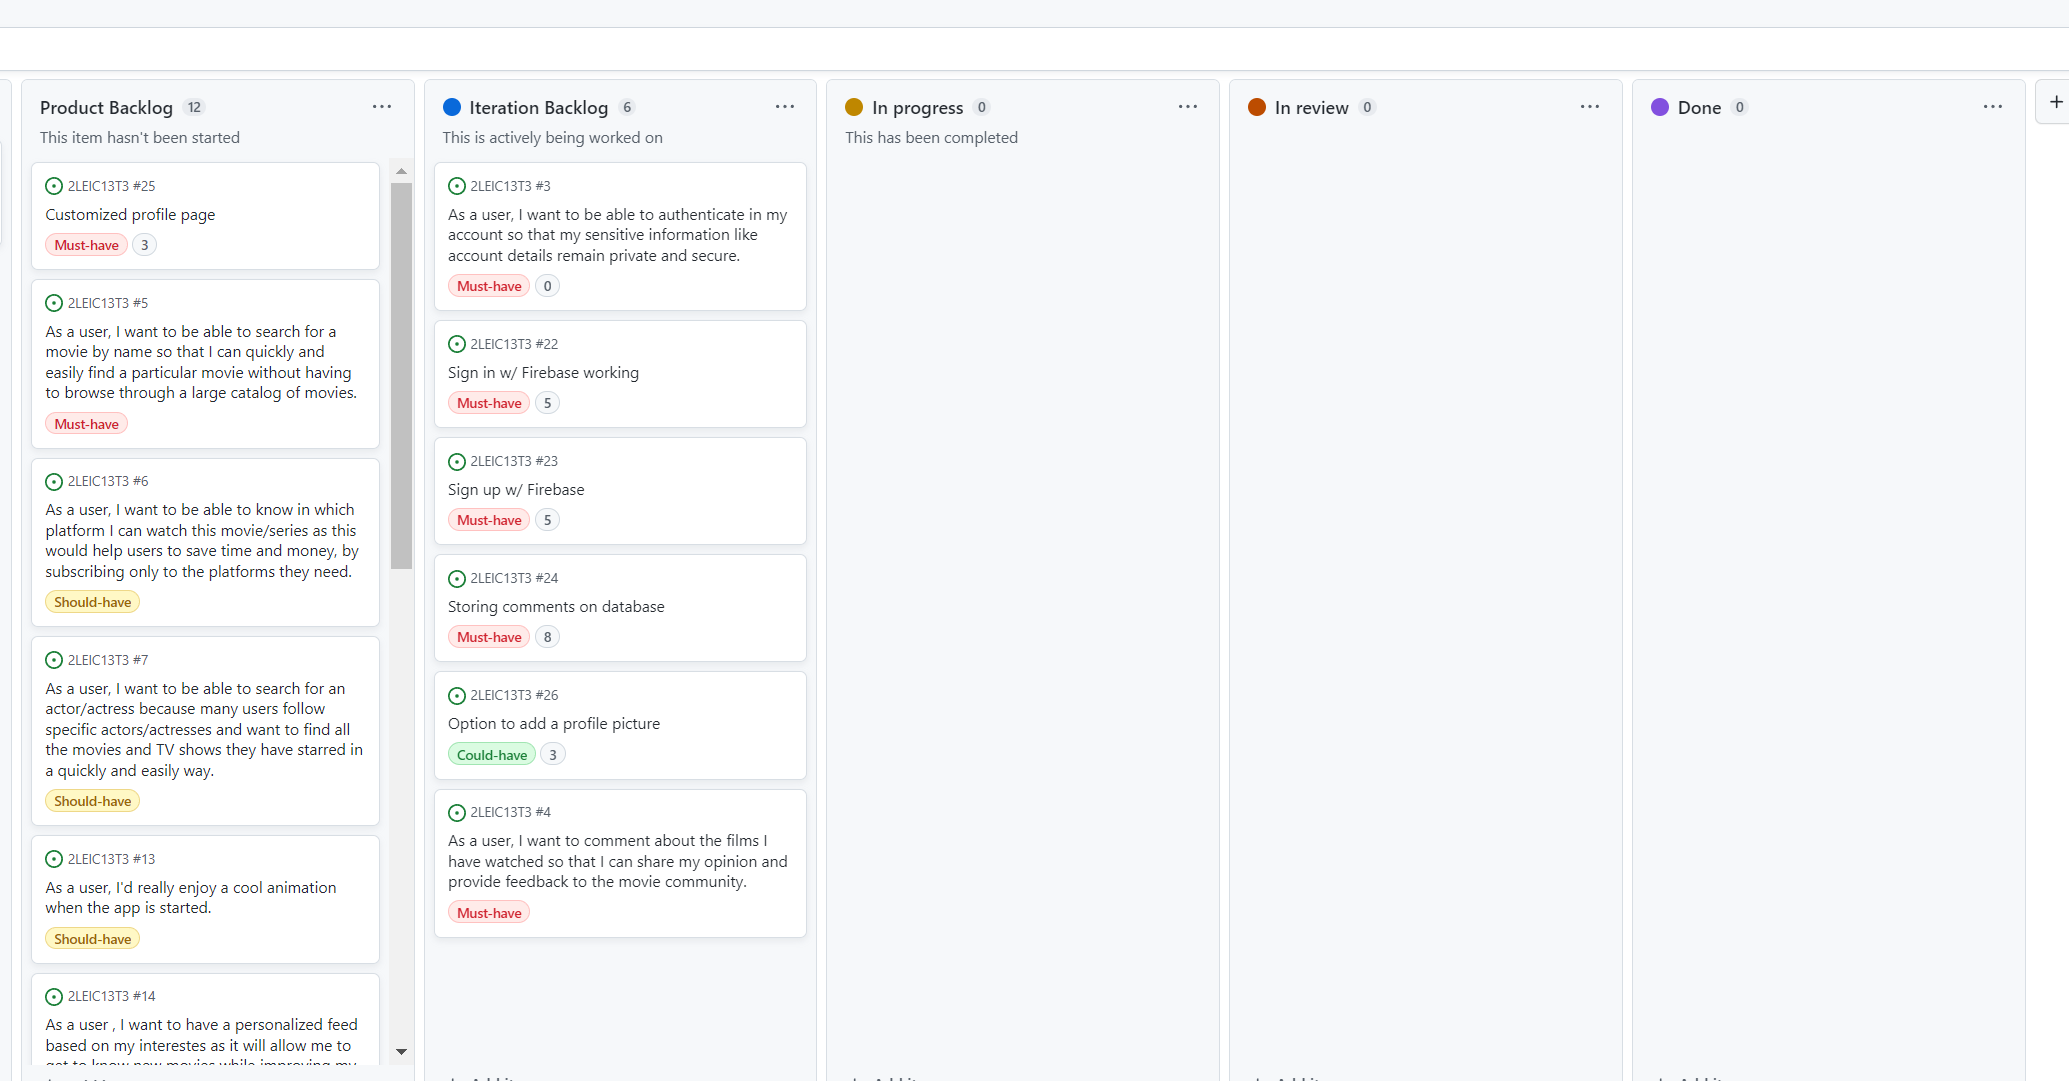 Product Backlog 12
This item hasn't been started
2LEIC13T3 #25
Customized profile page
Must-have 3
2LEIC13T3 #5
As a user, I want to be able to search for a
movie by name so that I can quickly and
easily find a particular movie without having
to browse through a large catalog of movies.
Must-have
2LEIC13T3 #6
As a user, I want to be able to know in which
platform I can watch this movie/series as this
would help users to save time and money, by
subscribing only to the platforms they need.
Should-have
2LEIC13T3 #7
As a user, I want to be able to search for an
actor/actress because many users follow
specific actors/actresses and want to find all
the movies and TV shows they have starred in
a quickly and easily way.
Should-have
2LEIC13T3 #13
As a user, I'd really enjoy a cool animation
when the app is started.
Should-have
2LEIC13T3 #14
As a user , I want to have a personalized feed
based on my interestes as it will allow me to
get to know new movies while improving my
Iteration Backlog 6
This is actively being worked on
2LEIC13T3 #3
As a user, I want to be able to authenticate in my
account so that my sensitive information like
account details remain private and secure.
Must-have 0
2LEIC13T3 #22
Sign in w/ Firebase working
Must-have 5
2LEIC13T3 #23
Sign up w/ Firebase
Must-have 5
2LEIC13T3 #24
Storing comments on database
Must-have 8
2LEIC13T3 #26
Option to add a profile picture
Could-have 3
2LEIC13T3 #4
As a user, I want to comment about the films I
have watched so that I can share my opinion and
provide feedback to the movie community.
Must-have
In progress 0
This has been completed
In review 0
Done 0